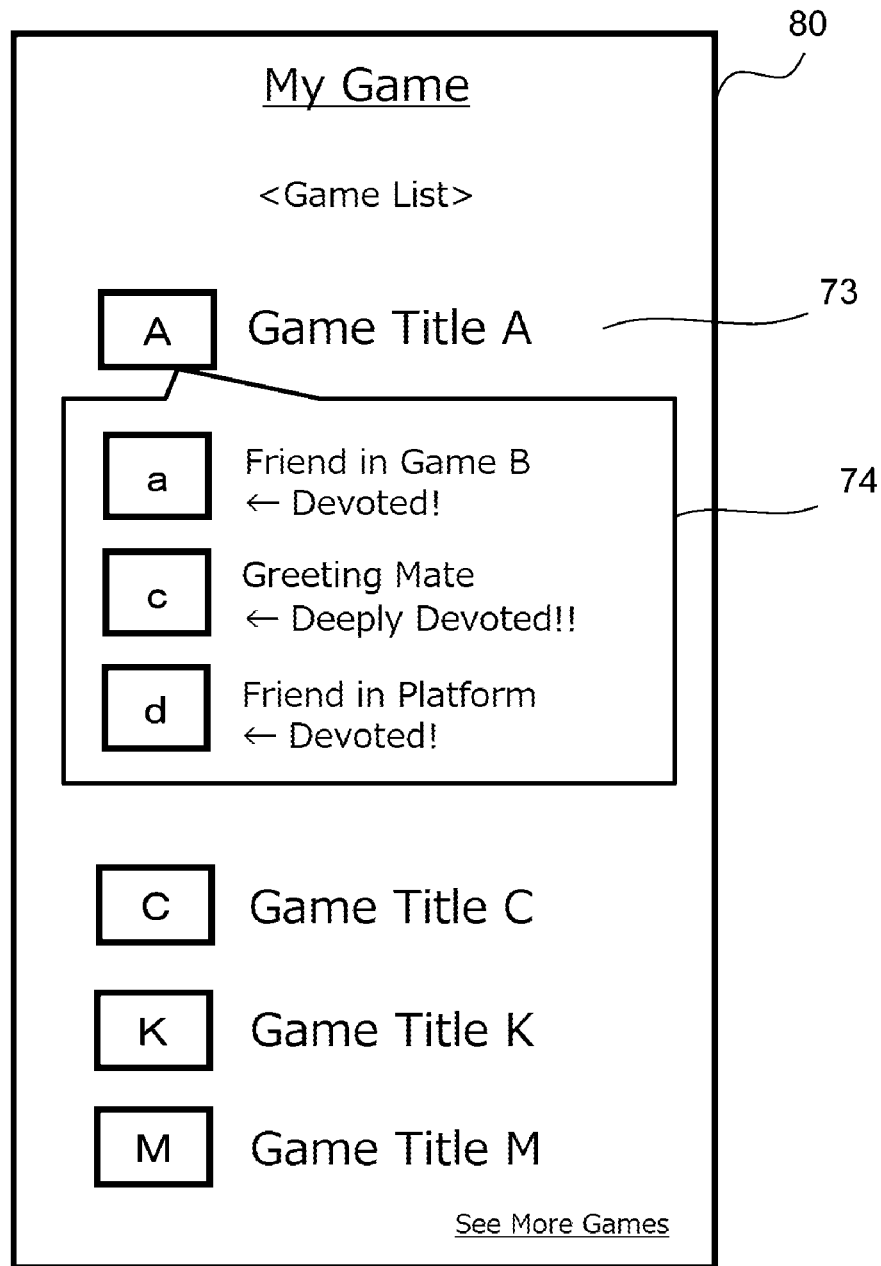 80
My Game
<Game List>
73
A Game Title A
74
a Friend in Game B
← Devoted!
c Greeting Mate
← Deeply Devoted!!
d Friend in Platform
← Devoted!
C Game Title C
K Game Title K
M Game Title M
See More Games